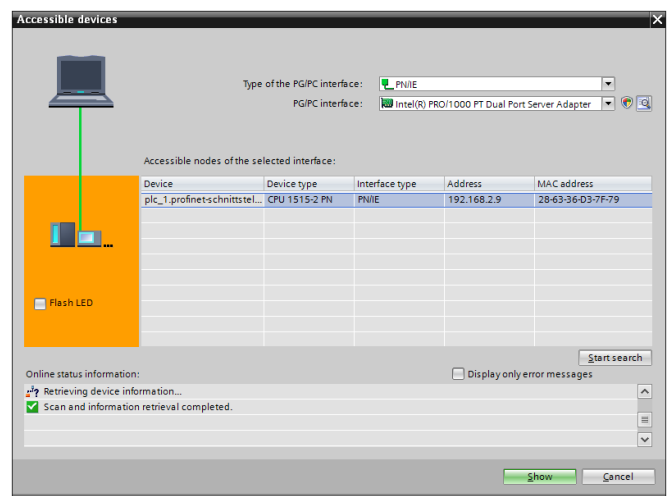 Accessible devices
Type of the PG/PC interface: PN/IE
PG/PC interface: Intel(R) PRO/1000 PT Dual Port Server Adapter
Accessible nodes of the selected interface:
Device Device type Interface type Address MAC address
plc_1.profinet-schnittstel... CPU 1515-2 PN PN/IE 192.168.2.9 28-63-36-D3-7F-79
Flash LED
Start search
Online status information: Display only error messages
Retrieving device information...
Scan and information retrieval completed.
Show Cancel